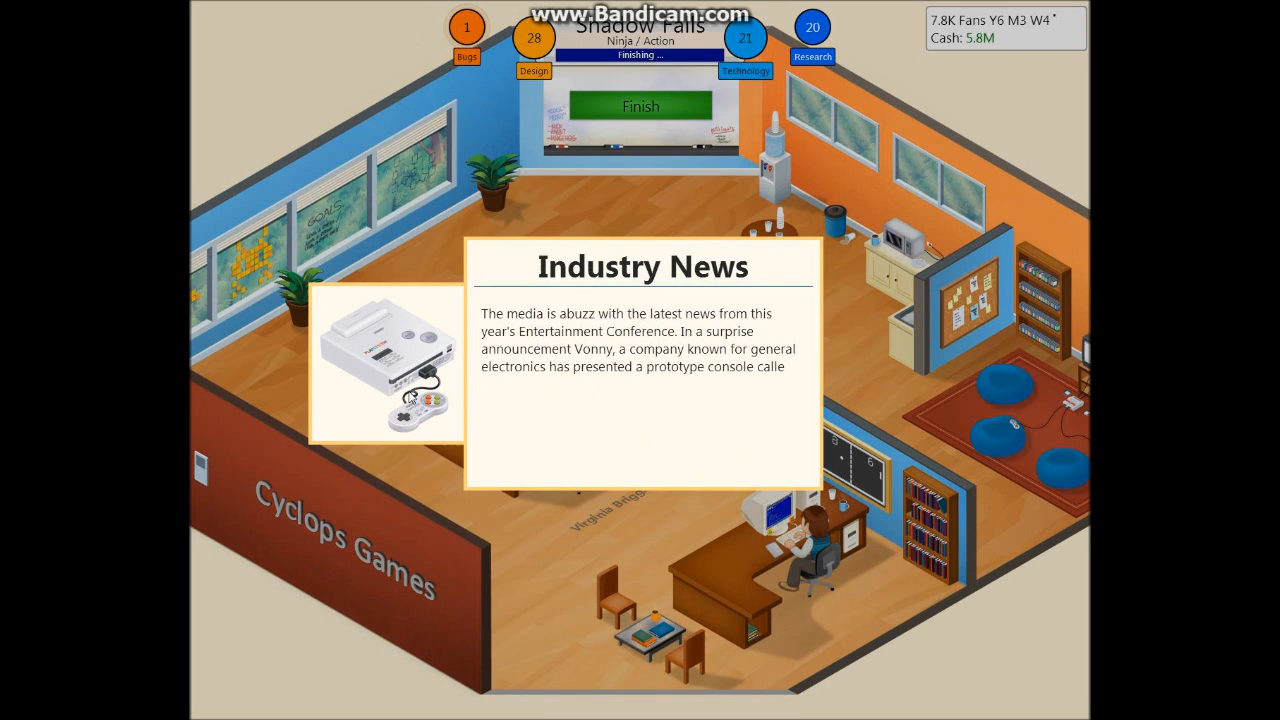 www.Bandicam.com
Shadow Falls
Ninja / Action
Finishing ...
1
Bugs
28
Design
21
Technology
20
Research
7.8K Fans Y6 M3 W4
Cash: 5.8M
Finish
GOALS
Industry News
The media is abuzz with the latest news from this
year's Entertainment Conference. In a surprise
announcement Vonny, a company known for general
electronics has presented a prototype console calle
Cyclops Games
Virginia